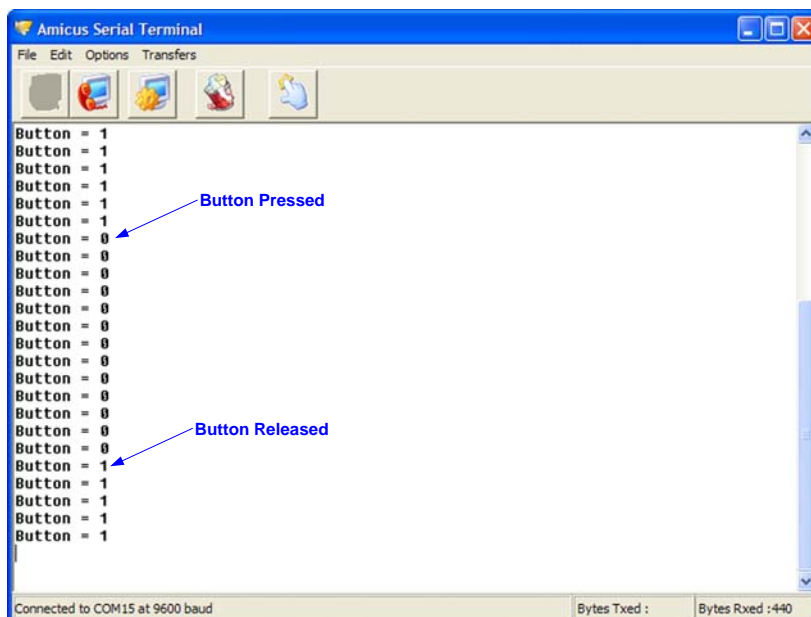 Amicus Serial Terminal
File Edit Options Transfers
Button = 1
Button = 1
Button = 1
Button = 1
Button = 1
Button Pressed
Button = 1
Button = 0
Button = 0
Button = 0
Button = 0
Button = 0
Button = 0
Button = 0
Button = 0
Button = 0
Button = 0
Button = 0
Button = 0
Button Released
Button = 0
Button = 1
Button = 1
Button = 1
Button = 1
Button = 1
Connected to COM15 at 9600 baud Bytes Txed : Bytes Rxed :440